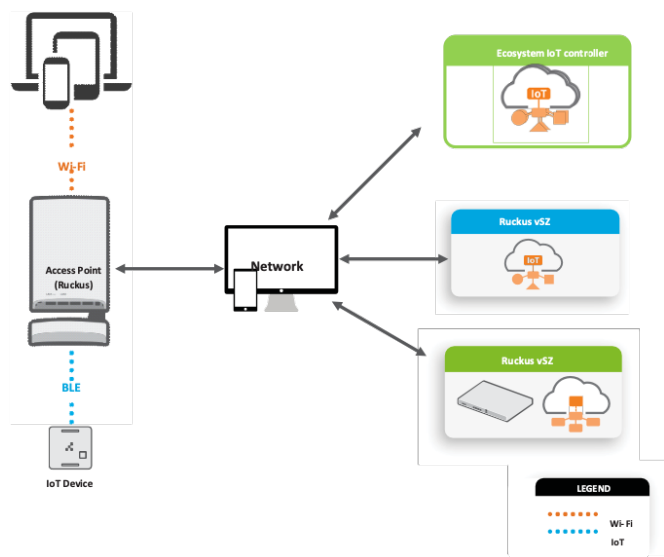 Ecosystem IoT controller
IoT
Wi-Fi
Ruckus vSZ
IoT
Access Point
(Ruckus)
Network
Ruckus vSZ
BLE
IoT Device
LEGEND
Wi- Fi
IoT